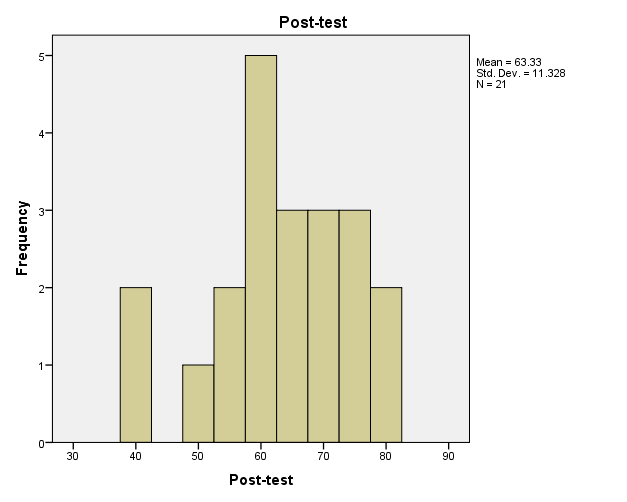 Post-test
Mean = 63.33
Std. Dev. = 11.328
N = 21
5
4
3
2
1
0
Frequency
30 40 50 60 70 80 90
Post-test